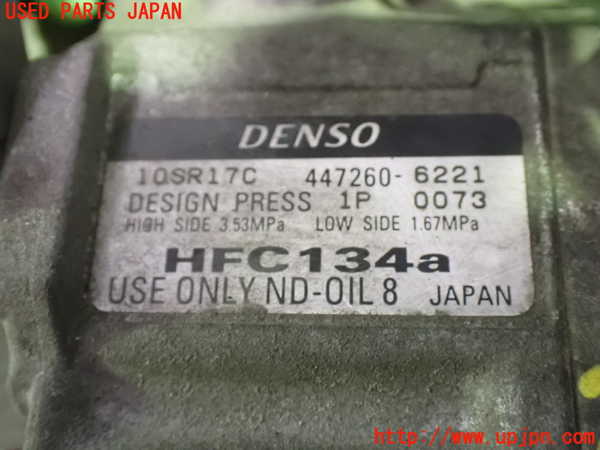 USED PARTS JAPAN
DENSO
10SR17C 447260-6221
DESIGN PRESS 1P 0073
HIGH SIDE 3.53MPa LOW SIDE 1.67MPa
HFC134a
USE ONLY ND-OIL 8 JAPAN
(C)U-Parts
http://www.upjpn.com